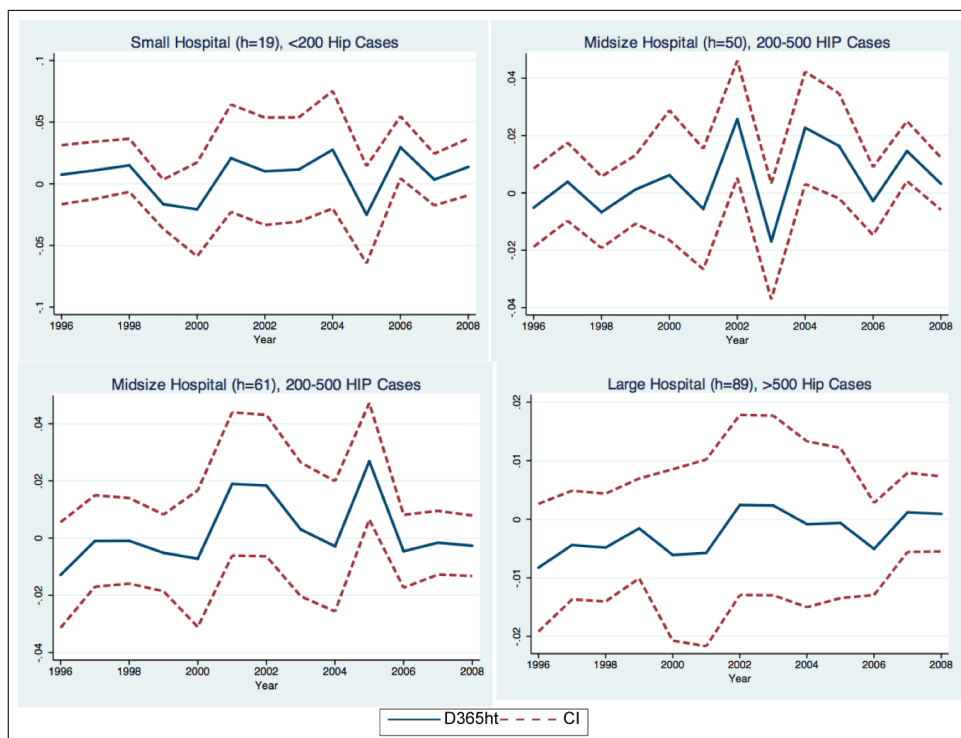 Small Hospital (h=19), <200 Hip Cases
.1
.05
0
-.05
-.1
1996 1998 2000 2002 2004 2006 2008
Year
Midsize Hospital (h=50), 200-500 HIP Cases
.04
.02
0
-.02
-.04
1996 1998 2000 2002 2004 2006 2008
Year
Midsize Hospital (h=61), 200-500 HIP Cases
.04
.02
0
-.02
-.04
1996 1998 2000 2002 2004 2006 2008
Year
Large Hospital (h=89), >500 Hip Cases
.02
.01
0
-.01
-.02
1996 1998 2000 2002 2004 2006 2008
Year
D365ht CI